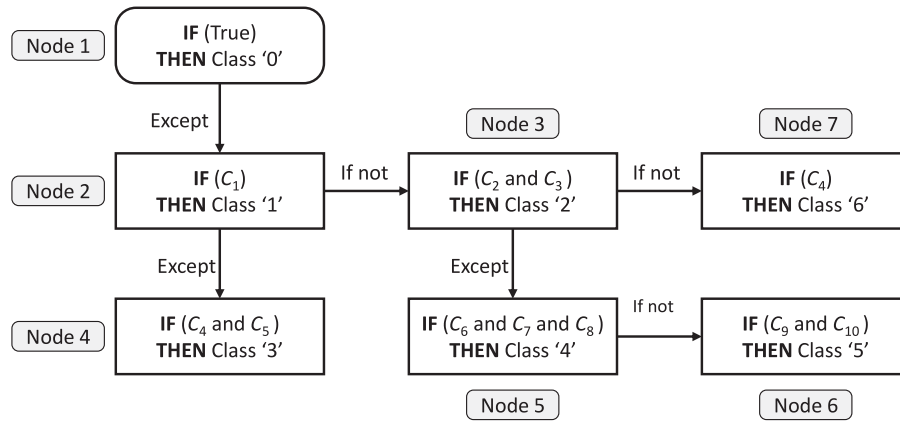 Node 1
IF (True)
THEN Class ‘0’
Except
Node 3
Node 7
Node 2
IF (C₁)
THEN Class ‘1’
If not
IF (C₂ and C₃ )
THEN Class ‘2’
If not
IF (C₄)
THEN Class ‘6’
Except
Except
Node 4
IF (C₄ and C₅)
THEN Class ‘3’
IF (C₆ and C₇ and C₈)
THEN Class ‘4’
If not
IF (C₉ and C₁₀)
THEN Class ‘5’
Node 5
Node 6